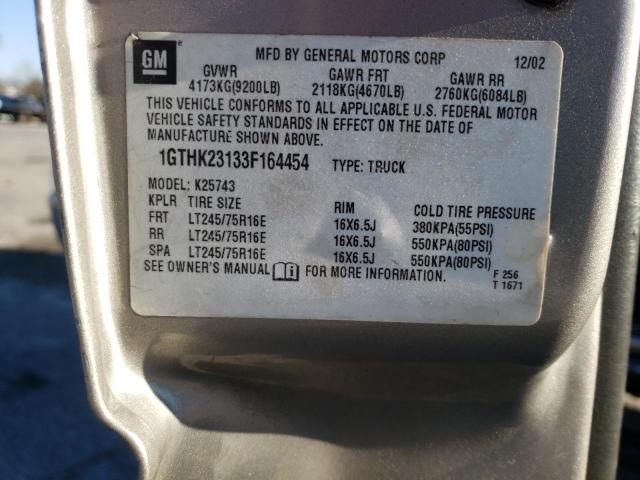 GM
MFD BY GENERAL MOTORS CORP 12/02
GVWR GAWR FRT GAWR RR
4173KG(9200LB) 2118KG(4670LB) 2760KG(6084LB)
THIS VEHICLE CONFORMS TO ALL APPLICABLE U.S. FEDERAL MOTOR
VEHICLE SAFETY STANDARDS IN EFFECT ON THE DATE OF
MANUFACTURE SHOWN ABOVE.
1GTHK23133F164454 TYPE: TRUCK
MODEL: K25743
KPLR TIRE SIZE RIM COLD TIRE PRESSURE
FRT LT245/75R16E 16X6.5J 380KPA(55PSI)
RR LT245/75R16E 16X6.5J 550KPA(80PSI)
SPA LT245/75R16E 16X6.5J 550KPA(80PSI)
SEE OWNER'S MANUAL FOR MORE INFORMATION. F 256
T 1671